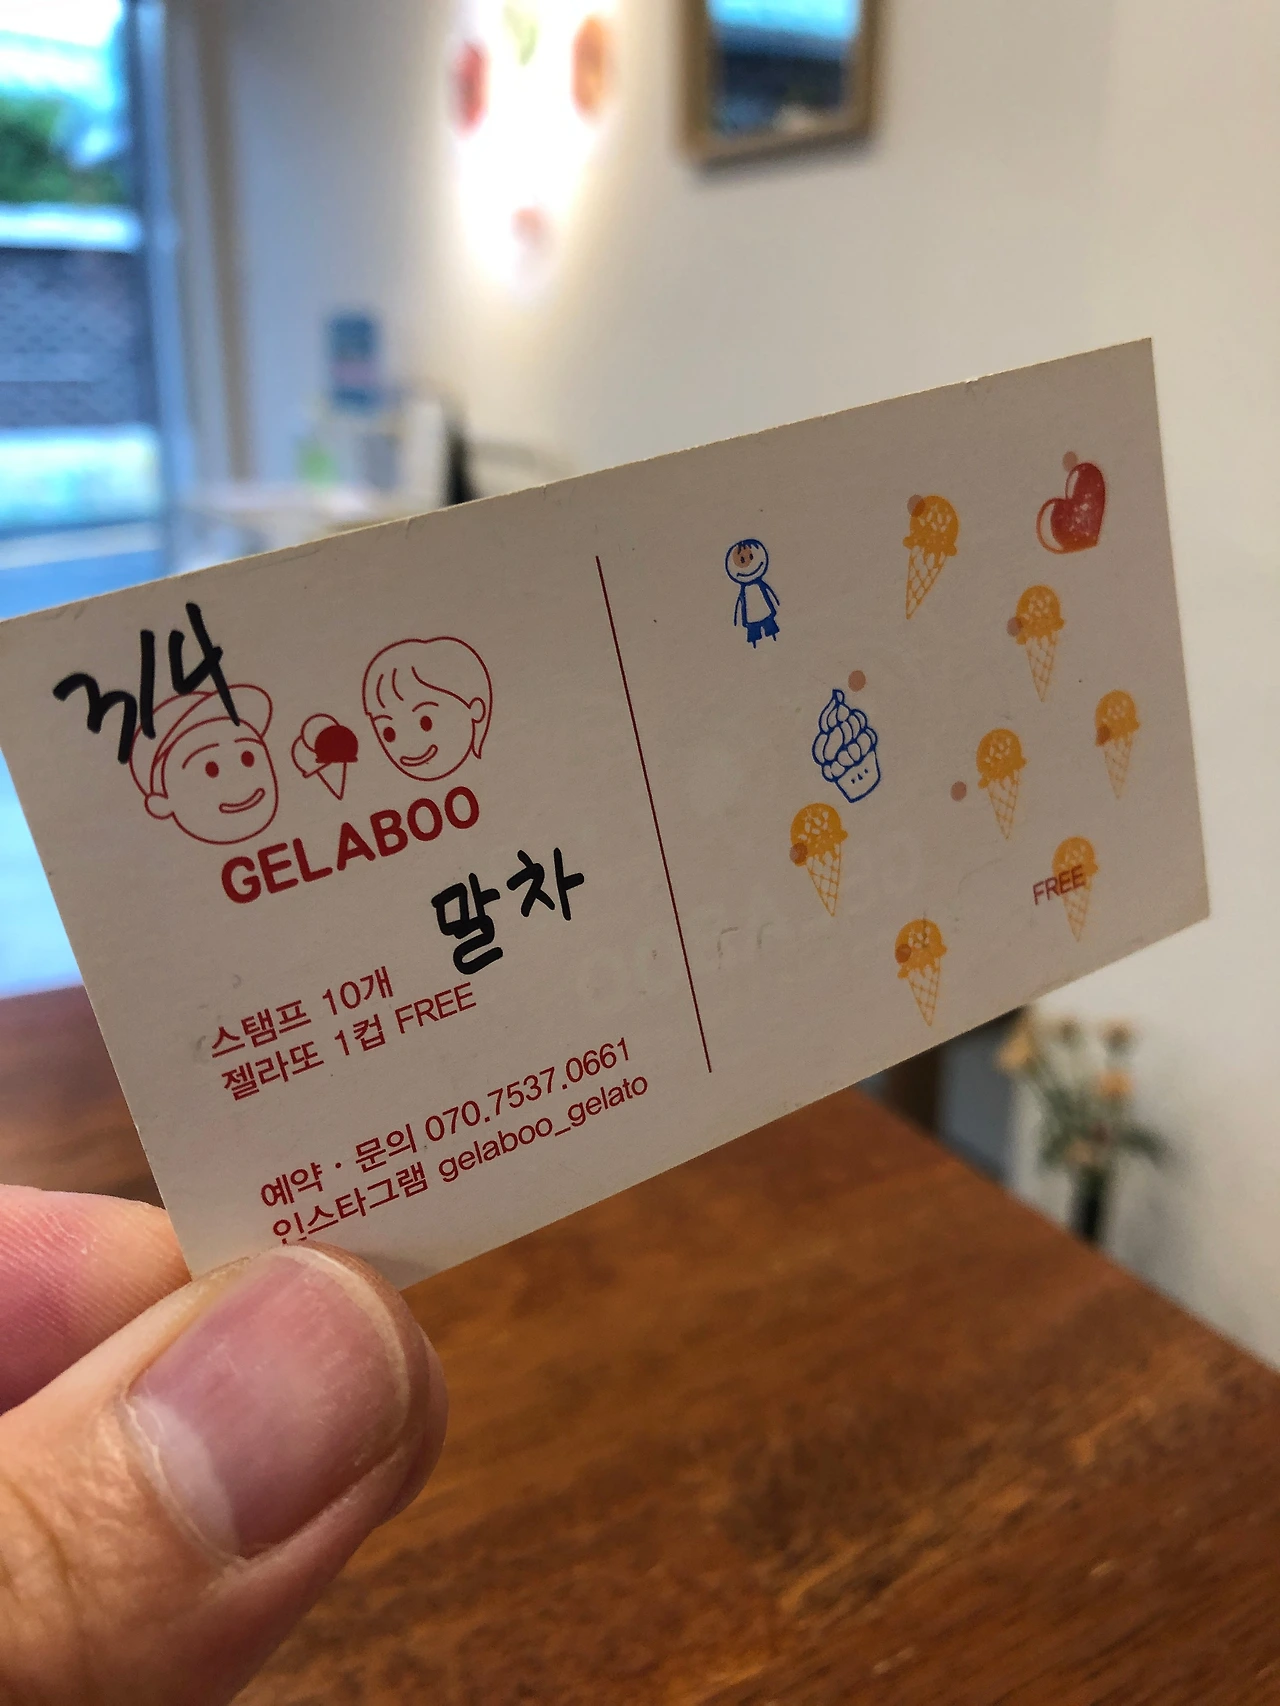 3/4
GELABOO
말차
스탬프 10개
젤라또 1컵 FREE
예약 · 문의 070.7537.0661
인스타그램 gelaboo_gelato
FREE